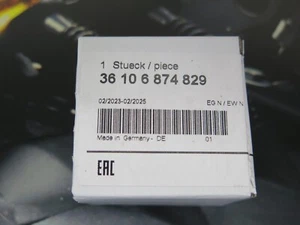 1 Stueck / piece
36 10 6 874 829
02/2023-02/2025 EG N / EW N
Made in Germany - DE 01
EAC